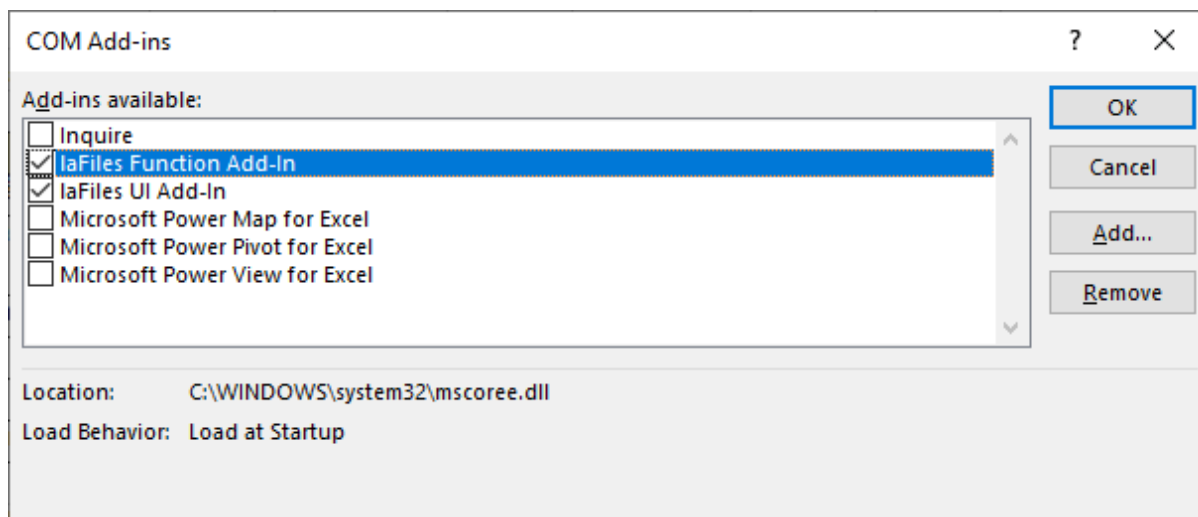 COM Add-ins
?
Add-ins available:
OK
Inquire
IaFiles Function Add-In
Cancel
IaFiles UI Add-In
Microsoft Power Map for Excel
Add...
Microsoft Power Pivot for Excel
Microsoft Power View for Excel
Remove
Location: C:\WINDOWS\system32\mscoree.dll
Load Behavior: Load at Startup